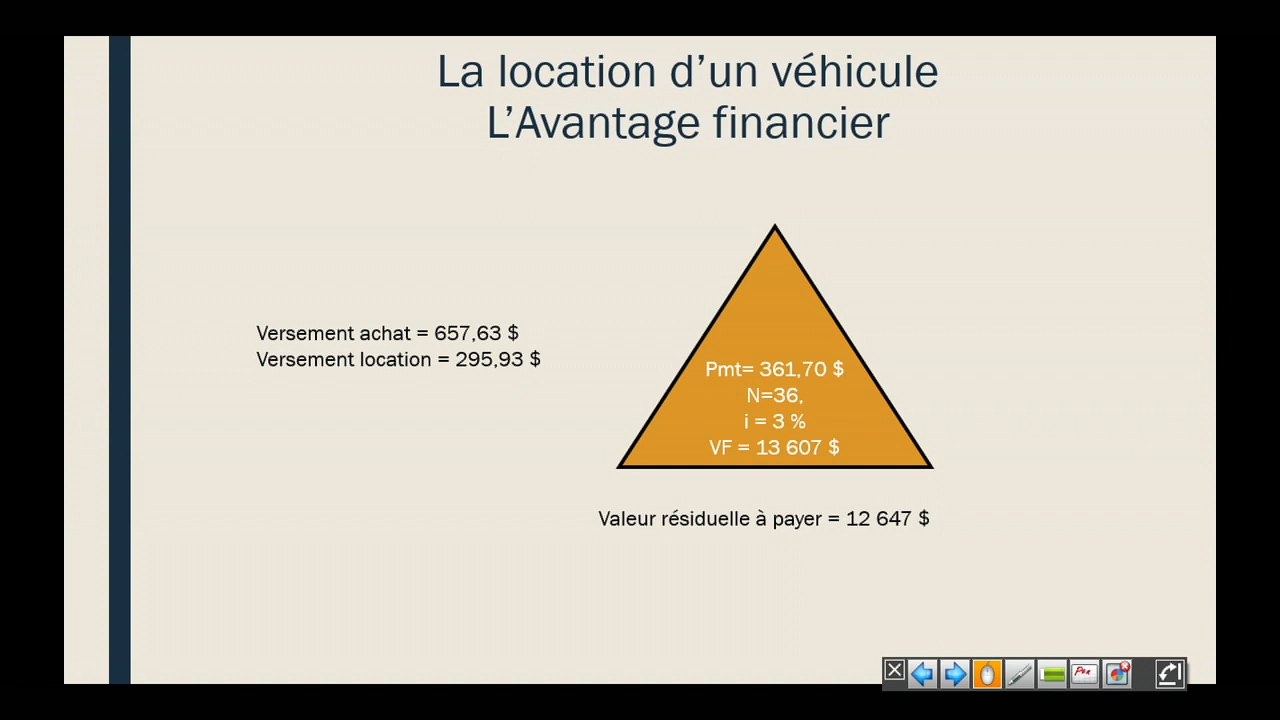 La location d’un véhicule
L’Avantage financier
Versement achat = 657,63 $
Versement location = 295,93 $
Pmt= 361,70 $
N=36,
i = 3 %
VF = 13 607 $
Valeur résiduelle à payer = 12 647 $
Pen